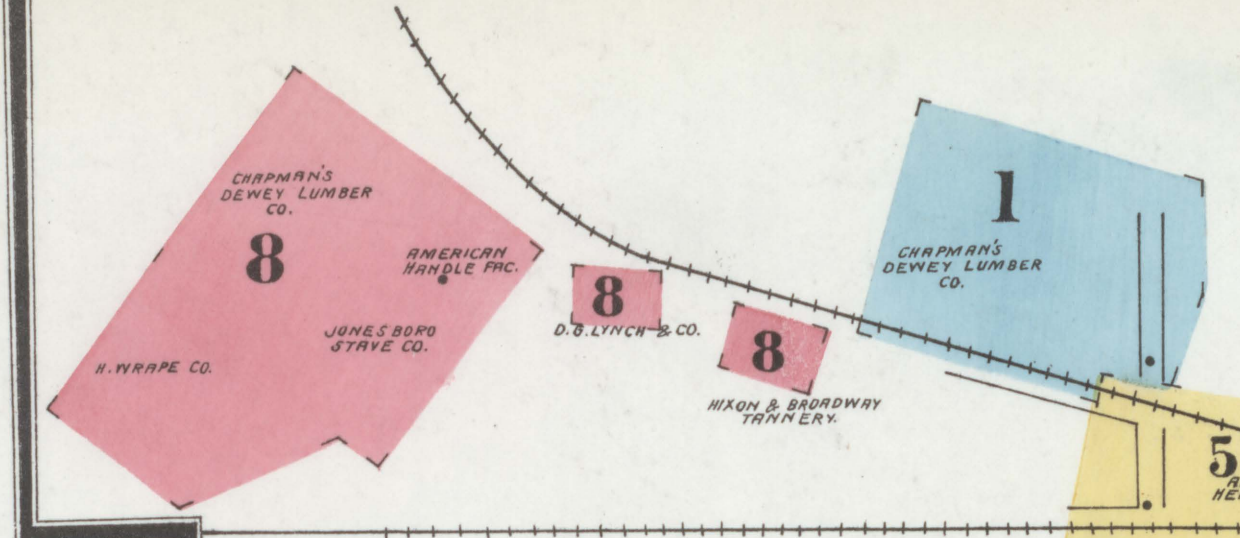 CHAPMAN'S
DEWEY LUMBER
CO.
8
AMERICAN
HANDLE FAC.
JONESBORO
STAVE CO.
H. WRAPE CO.
8
D.G. LYNCH & CO.
8
HIXON & BROADWAY
TANNERY.
1
CHAPMAN'S
DEWEY LUMBER
CO.
5